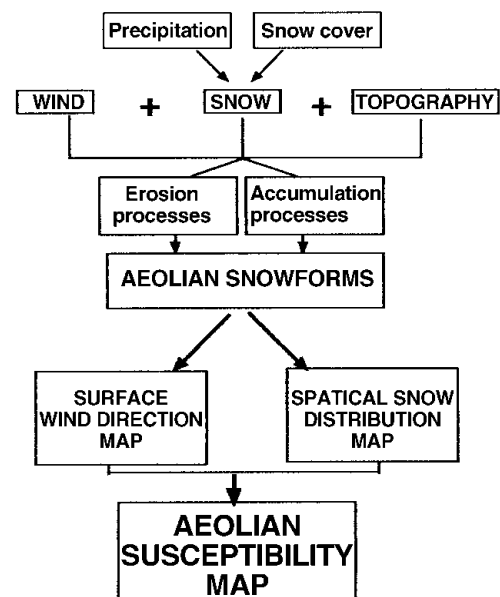 Precipitation Snow cover
WIND + SNOW + TOPOGRAPHY
Erosion processes
Accumulation processes
AEOLIAN SNOWFORMS
SURFACE
WIND DIRECTION
MAP
SPATICAL SNOW
DISTRIBUTION
MAP
AEOLIAN
SUSCEPTIBILITY
MAP